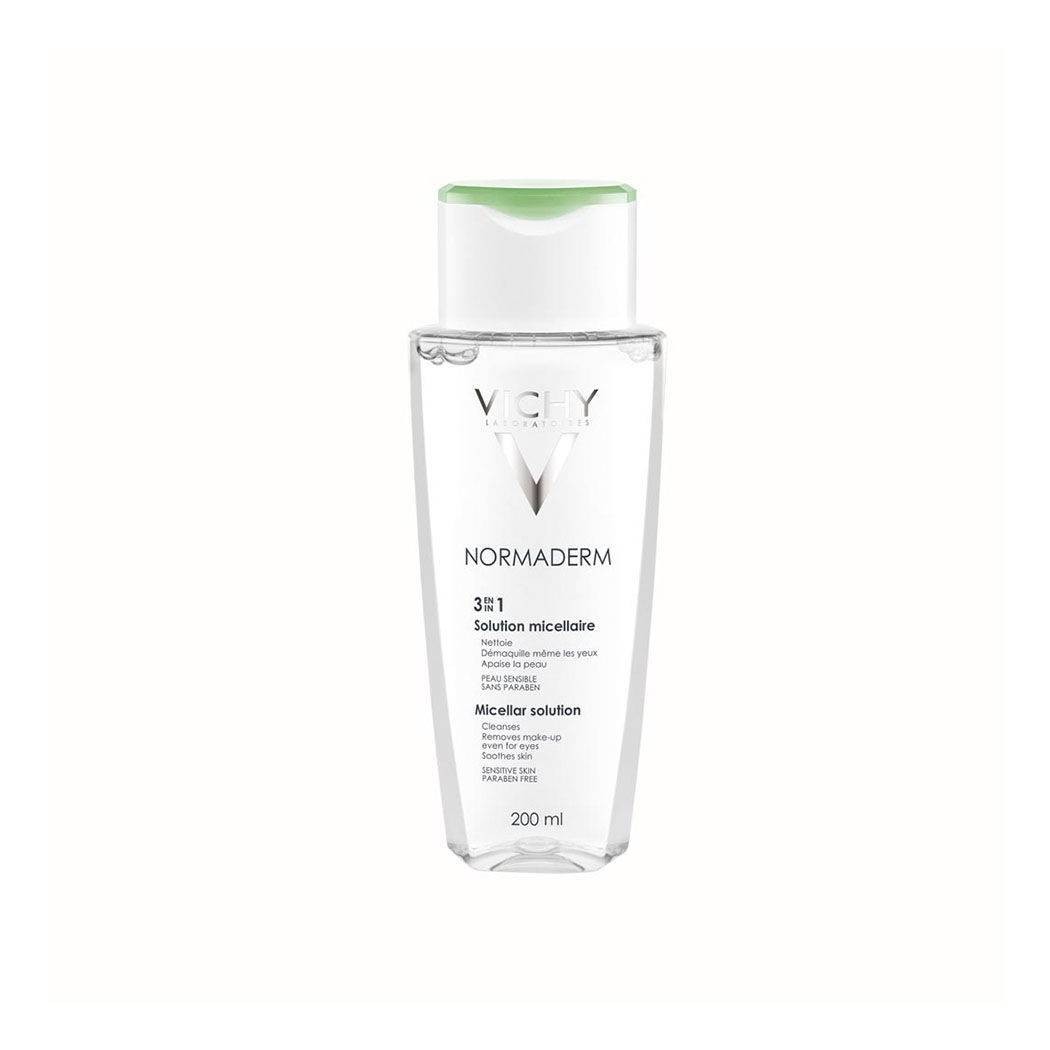 VICHY
LABORATOIRES
NORMADERM
3 EN IN 1
Solution micellaire
Nettoie
Démaquille même les yeux
Apaise la peau
PEAU SENSIBLE
SANS PARABEN
Micellar solution
Cleanses
Removes make-up
even for eyes
Soothes skin
SENSITIVE SKIN
PARABEN FREE
200 ml